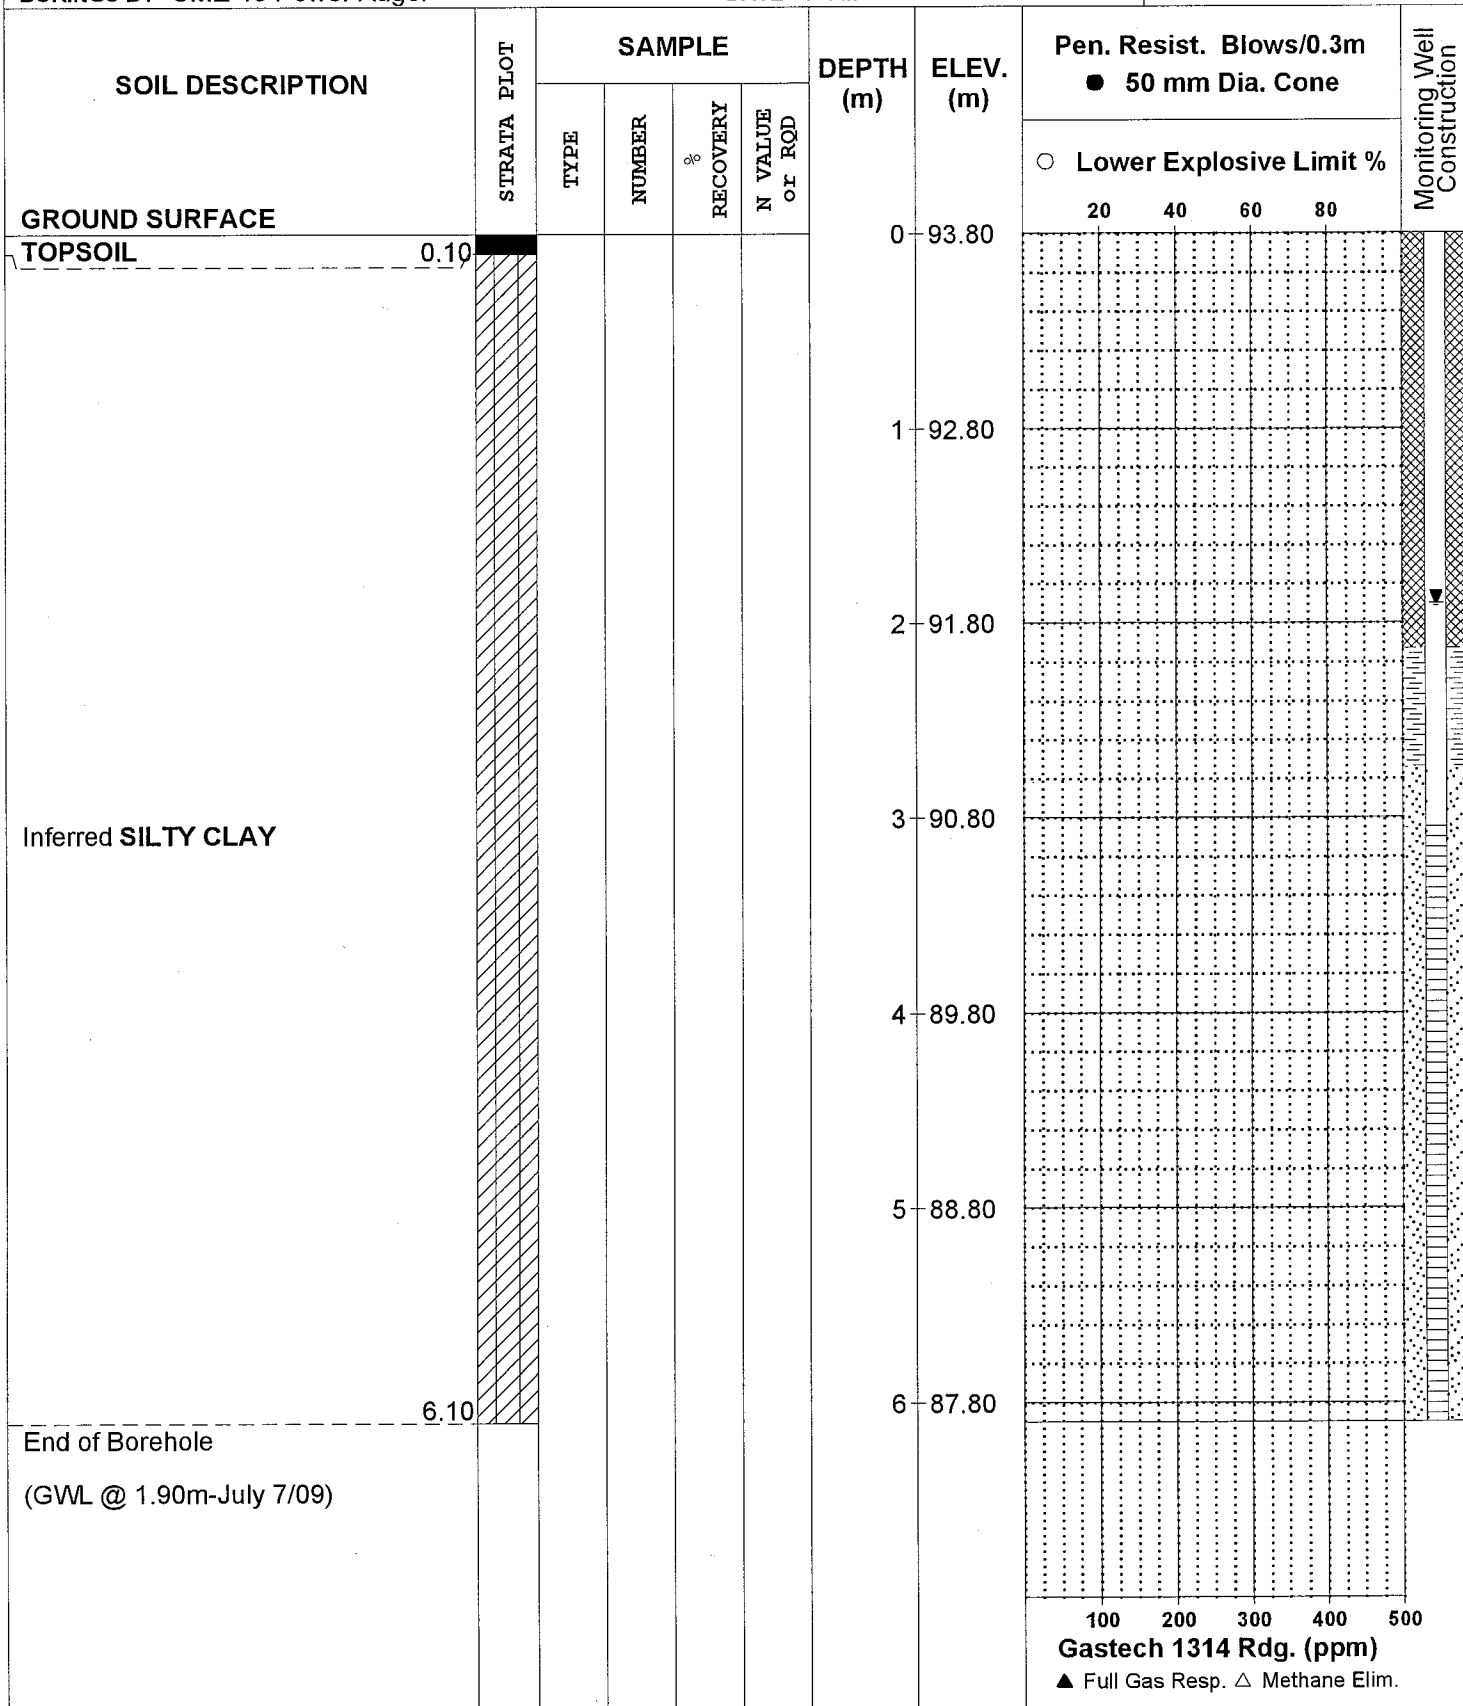 SOIL DESCRIPTION
GROUND SURFACE
STRATA PLOT
SAMPLE
TYPE
NUMBER
% RECOVERY
N VALUE or RQD
DEPTH
(m)
ELEV.
(m)
Pen. Resist. Blows/0.3m
● 50 mm Dia. Cone
○ Lower Explosive Limit %
20 40 60 80
Monitoring Well
Construction
TOPSOIL 0.10
0 93.80
1 92.80
2 91.80
Inferred SILTY CLAY
3 90.80
4 89.80
5 88.80
6 87.80
6.10
End of Borehole
(GWL @ 1.90m-July 7/09)
100 200 300 400 500
Gastech 1314 Rdg. (ppm)
▲ Full Gas Resp. △ Methane Elim.